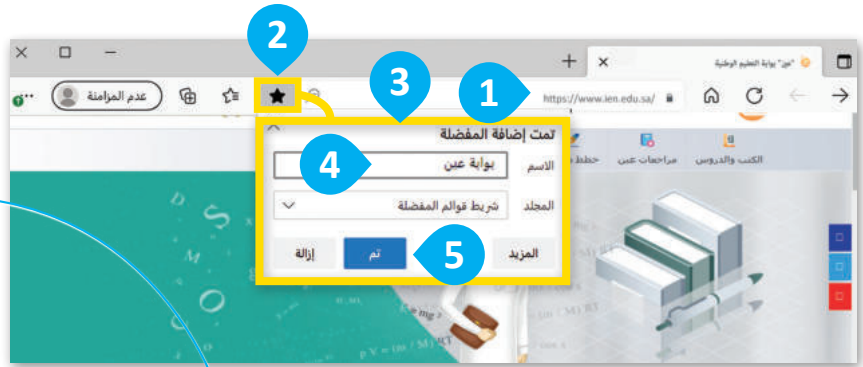 2
"عين" بوابة التعليم الوطنية
3
1
https://www.ien.edu.sa/
عدم المزامنة
تمت إضافة المفضلة
الكتب والدروس
مراجعات عين
خطط
الاسم
بوابة عين
4
المجلد
شريط قوائم المفضلة
المزيد
5
تم
إزالة